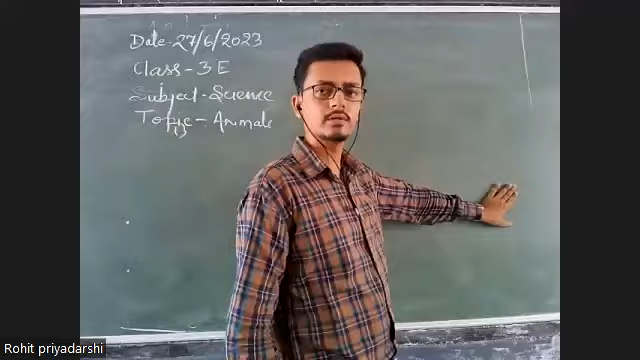 Date - 27/6/2023
Class - 3 E
Subject - Science
Topic - Animals
Rohit priyadarshi